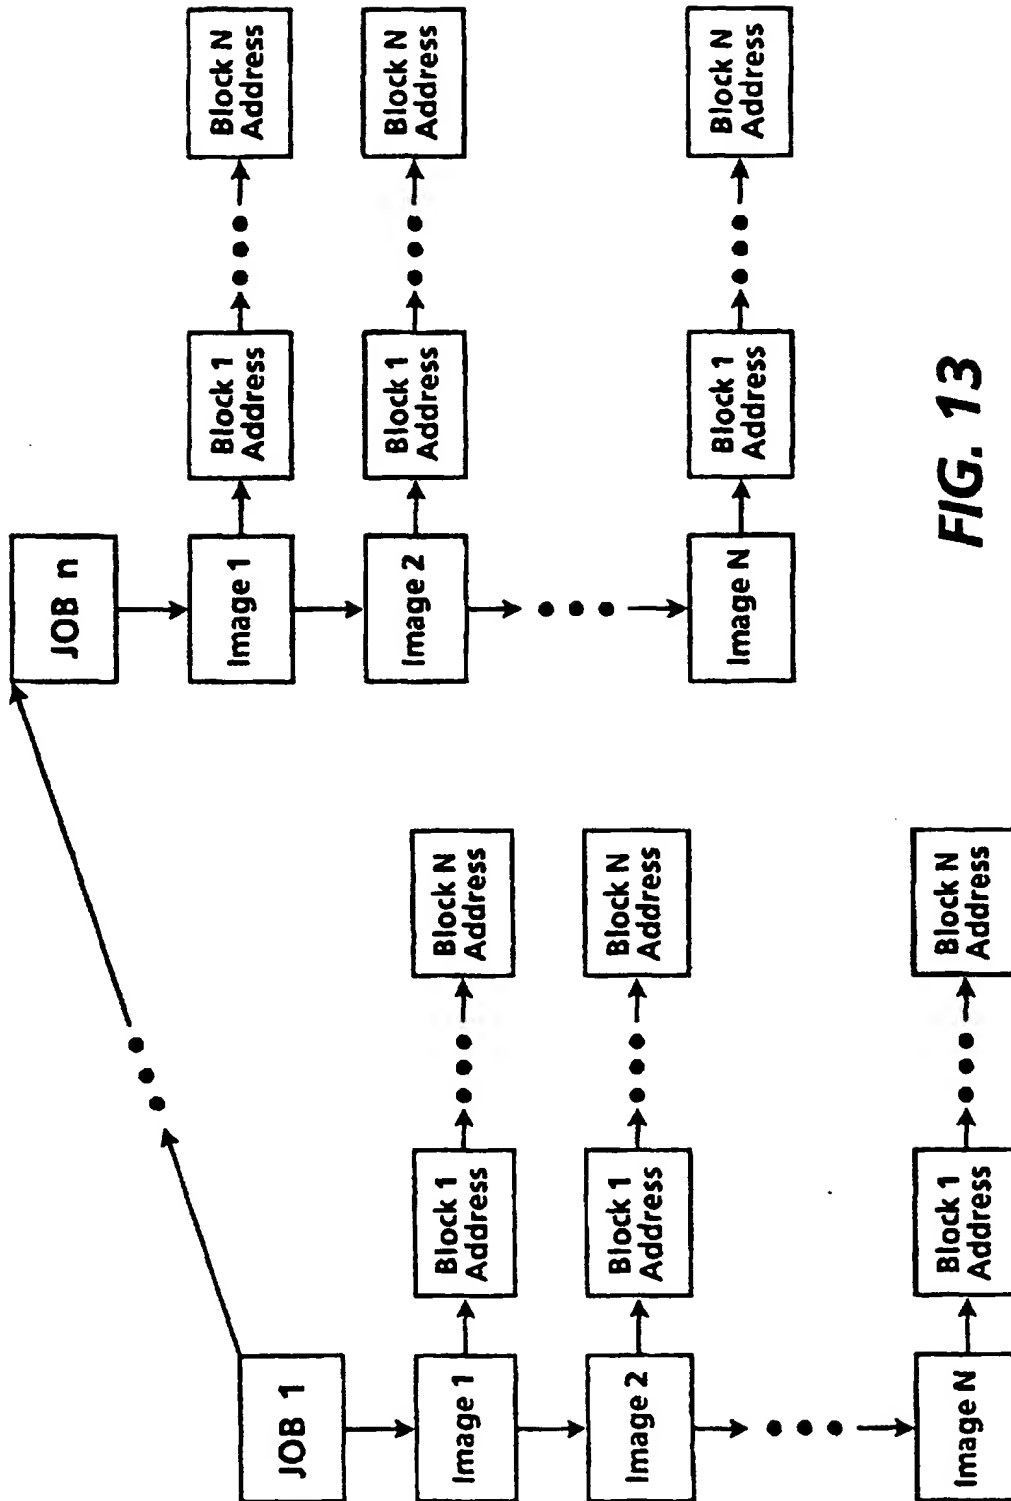 JOB 1
Image 1
Block 1
Address
Block N
Address
Image 2
Block 1
Address
Block N
Address
Image N
Block 1
Address
Block N
Address
JOB n
Image 1
Block 1
Address
Block N
Address
Image 2
Block 1
Address
Block N
Address
Image N
Block 1
Address
Block N
Address
FIG. 13